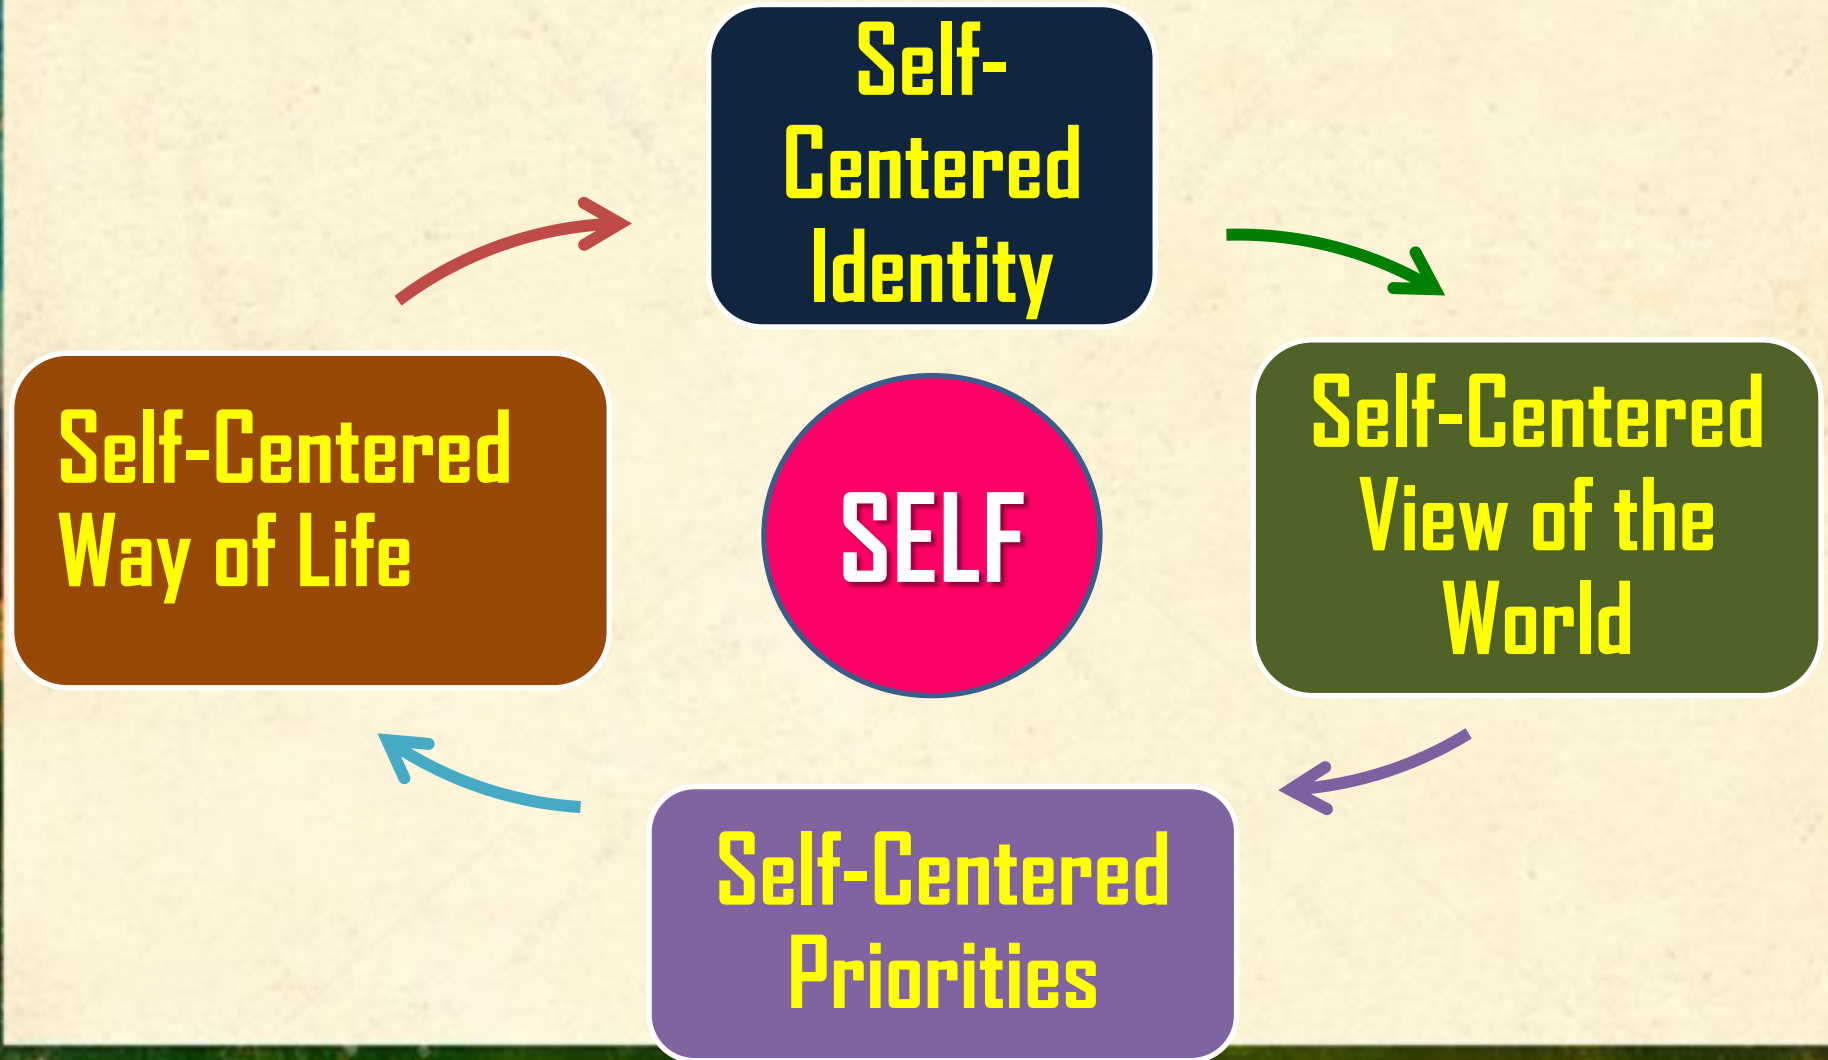 Self-
Centered
Identity
Self-Centered
View of the
World
Self-Centered
Priorities
Self-Centered
Way of Life
SELF